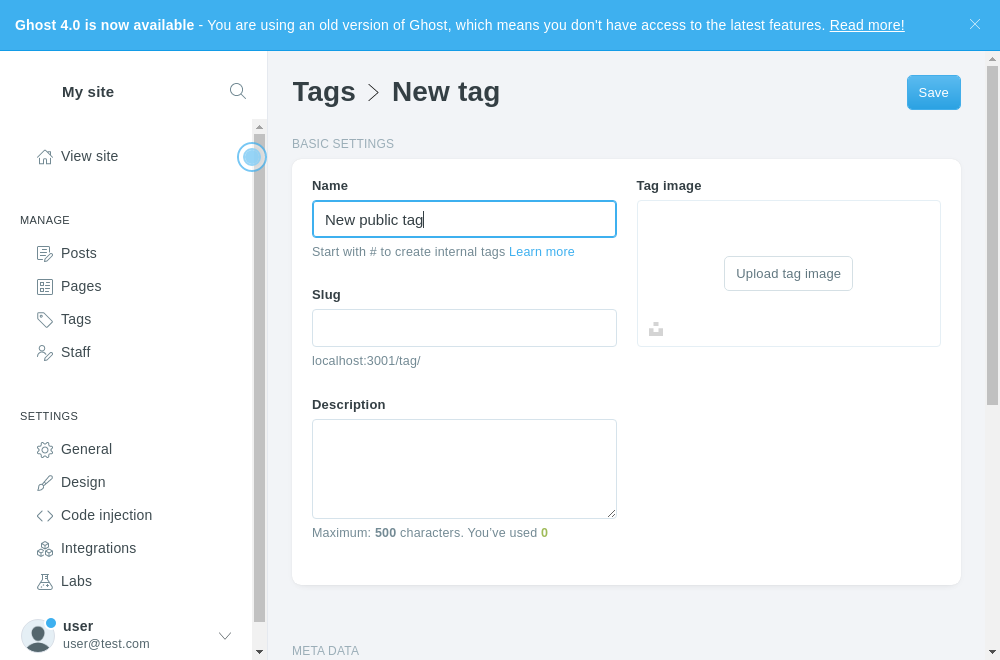 Ghost 4.0 is now available - You are using an old version of Ghost, which means you don't have access to the latest features. Read more!
My site
View site
MANAGE
Posts
Pages
Tags
Staff
SETTINGS
General
Design
Code injection
Integrations
Labs
user
user@test.com
Tags > New tag
Save
BASIC SETTINGS
Name
New public tag
Start with # to create internal tags Learn more
Slug
localhost:3001/tag/
Description
Maximum: 500 characters. You've used 0
Tag image
Upload tag image
META DATA